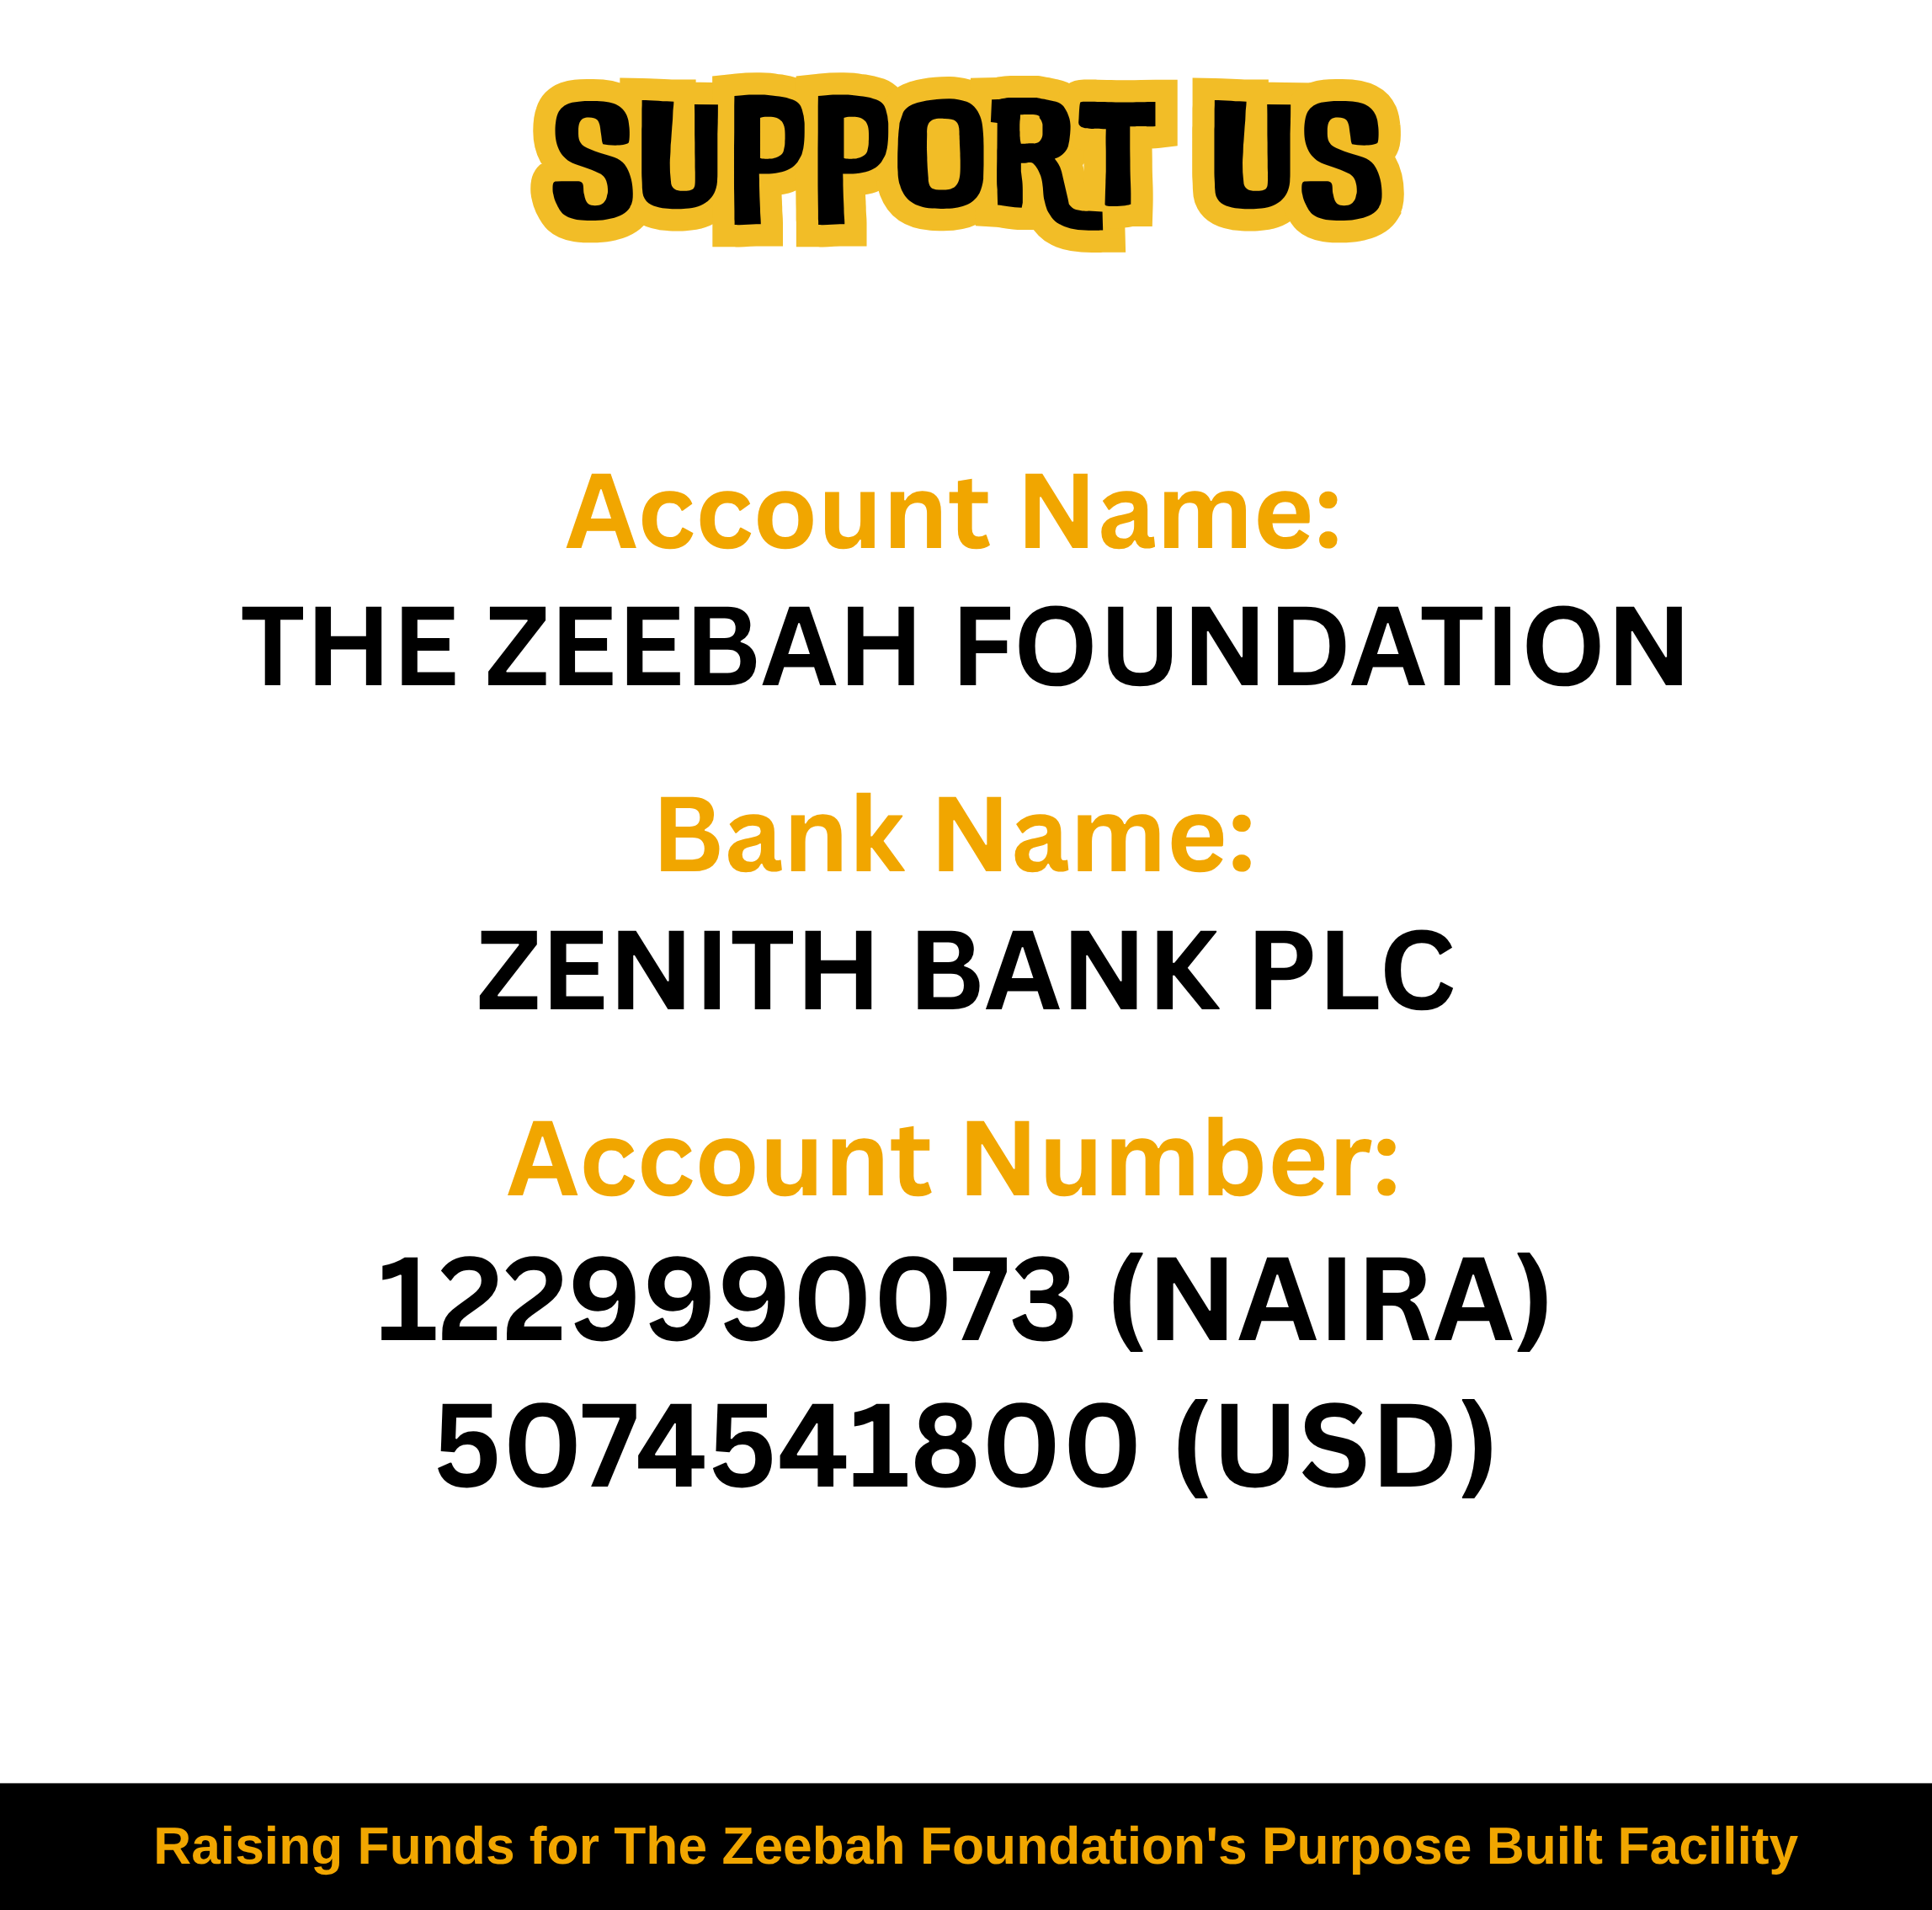 SUPPORT US
Account Name:
THE ZEEBAH FOUNDATION
Bank Name:
ZENITH BANK PLC
Account Number:
1229990073 (NAIRA)
5074541800 (USD)
Raising Funds for The Zeebah Foundation's Purpose Built Facility